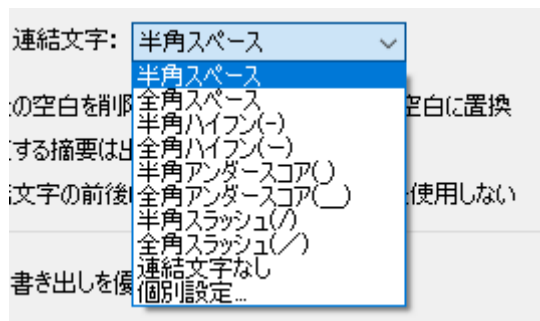 連結文字: 半角スペース
半角スペース
全角スペース
半角ハイフン(-)
全角ハイフン(－)
半角アンダースコア(_)
全角アンダースコア(＿)
半角スラッシュ(/)
全角スラッシュ(／)
連結文字なし
個別設定...
の空白を削除
空白に置換
する摘要は出
文字の前後
使用しない
書き出しを優